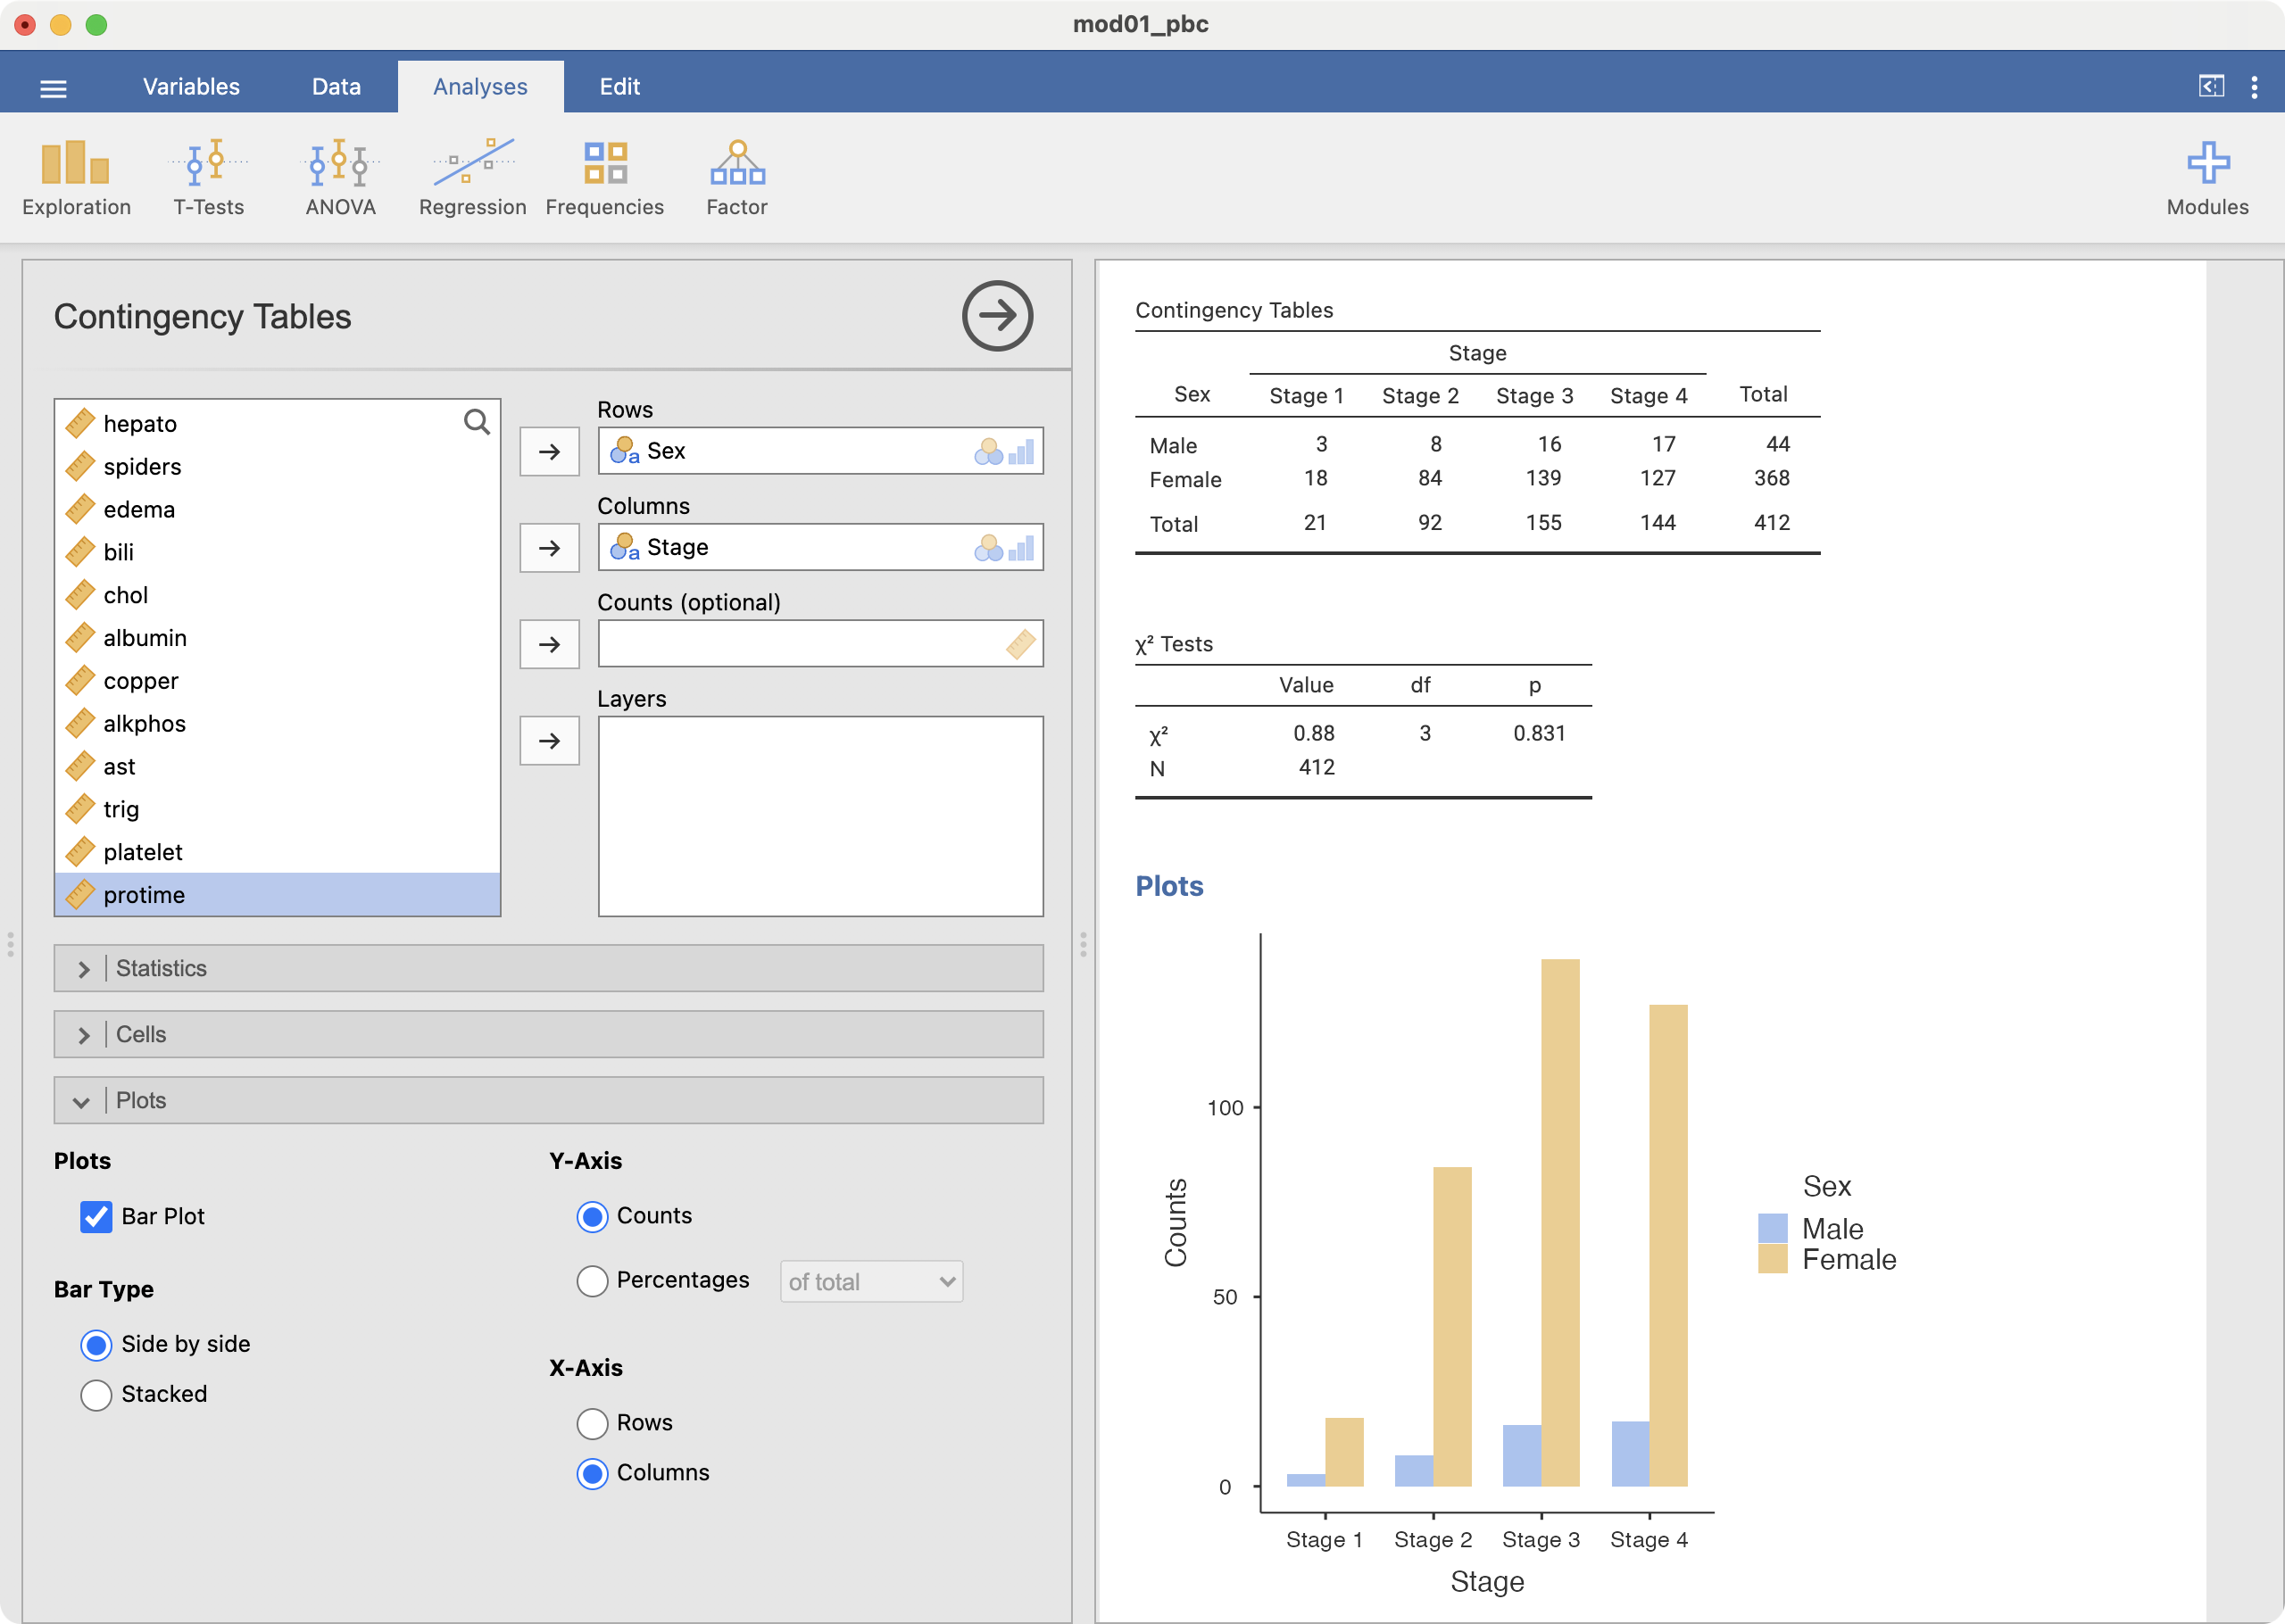 mod01_pbc
Variables Data Analyses Edit
Exploration T-Tests ANOVA Regression Frequencies Factor Modules
Contingency Tables
hepato
spiders
edema
bili
chol
albumin
copper
alkphos
ast
trig
platelet
protime
Rows
a Sex
Columns
a Stage
Counts (optional)
Layers
Statistics
Cells
Plots
Plots
Bar Plot
Bar Type
Side by side
Stacked
Y-Axis
Counts
Percentages of total
X-Axis
Rows
Columns
Contingency Tables
Stage
Sex Stage 1 Stage 2 Stage 3 Stage 4 Total
Male 3 8 16 17 44
Female 18 84 139 127 368
Total 21 92 155 144 412
χ² Tests
Value df p
χ² 0.88 3 0.831
N 412
Plots
100
50
0
Counts
Stage 1 Stage 2 Stage 3 Stage 4
Stage
Sex
Male
Female